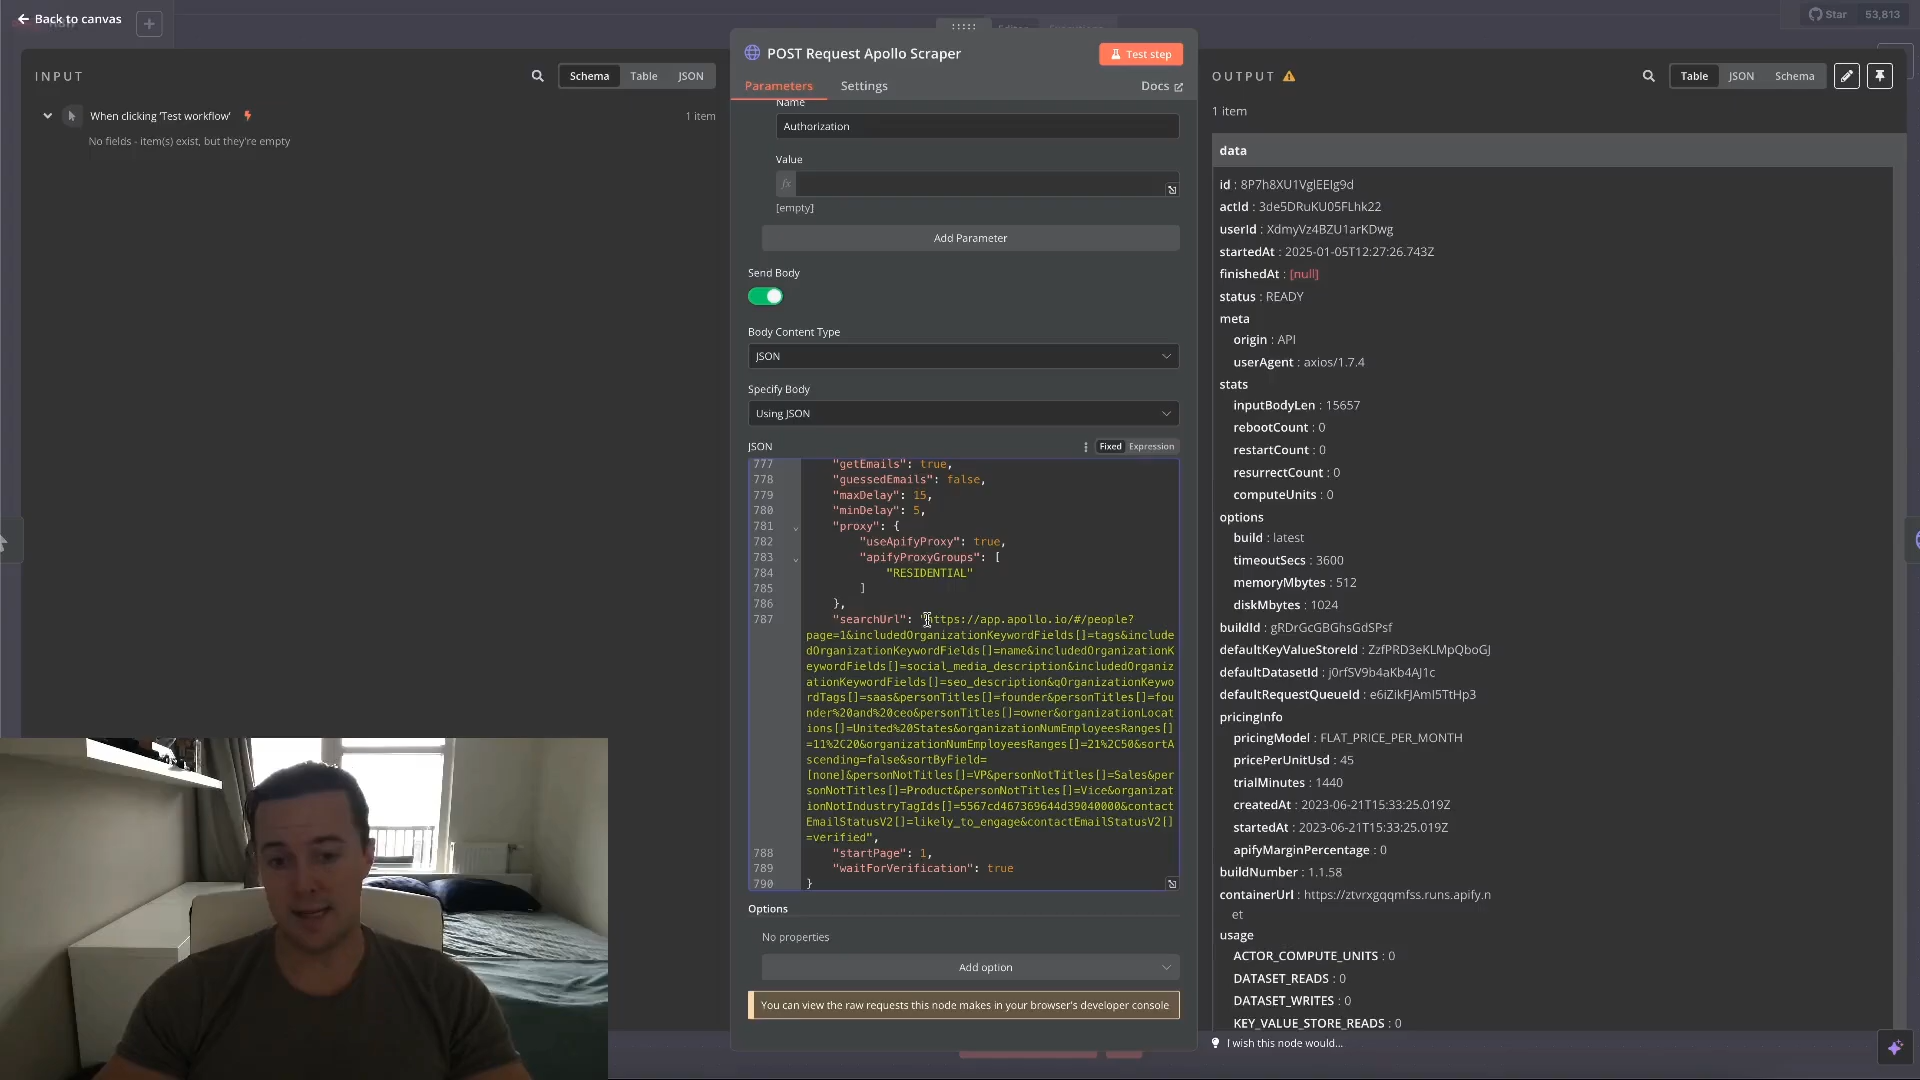 Back to canvas
Star 53,813
INPUT
Schema Table JSON
When clicking 'Test workflow'
1 item
No fields - item(s) exist, but they're empty
POST Request Apollo Scraper
Test step
Parameters Settings
Docs
Name
Authorization
Value
fx
[empty]
Add Parameter
Send Body
Body Content Type
JSON
Specify Body
Using JSON
JSON
Fixed Expression
777 "getEmails": true,
778 "guessedEmails": false,
779 "maxDelay": 15,
780 "minDelay": 5,
781 "proxy": {
782 "useApifyProxy": true,
783 "apifyProxyGroups": [
784 "RESIDENTIAL"
785 ]
786 },
787 "searchUrl": "https://app.apollo.io/#/people?
page=1&includedOrganizationKeywordFields[]=tags&include
dOrganizationKeywordFields[]=name&includedOrganizationK
eywordFields[]=social_media_description&includedOrganiz
ationKeywordFields[]=seo_description&qOrganizationKeywo
rdTags[]=saas&personTitles[]=founder&personTitles[]=fou
nder%20and%20ceo&personTitles[]=owner&organizationLocat
ions[]=United%20States&organizationNumEmployeesRanges[]
=11%2C20&organizationNumEmployeesRanges[]=21%2C50&sortA
scending=false&sortByField=
[none]&personNotTitles[]=VP&personNotTitles[]=Sales&per
sonNotTitles[]=Product&personNotTitles[]=Vice&organizat
ionNotIndustryTagIds[]=5567cd467369644d39040000&contact
EmailStatusV2[]=likely_to_engage&contactEmailStatusV2[]
=verified",
788 "startPage": 1,
789 "waitForVerification": true
790 }
Options
No properties
Add option
You can view the raw requests this node makes in your browser's developer console
OUTPUT
Table JSON Schema
1 item
data
id : 8P7h8XU1VglEEIg9d
actId : 3de5DRuKU05FLhk22
userId : XdmyVz4BZU1arKDwg
startedAt : 2025-01-05T12:27:26.743Z
finishedAt : [null]
status : READY
meta
origin : API
userAgent : axios/1.7.4
stats
inputBodyLen : 15657
rebootCount : 0
restartCount : 0
resurrectCount : 0
computeUnits : 0
options
build : latest
timeoutSecs : 3600
memoryMbytes : 512
diskMbytes : 1024
buildId : gRDrGcGBGhsGdSPsf
defaultKeyValueStoreId : ZzfPRD3eKLMpQboGJ
defaultDatasetId : j0rfSV9b4aKb4AJ1c
defaultRequestQueueId : e6iZikFJAmI5TtHp3
pricingInfo
pricingModel : FLAT_PRICE_PER_MONTH
pricePerUnitUsd : 45
trialMinutes : 1440
createdAt : 2023-06-21T15:33:25.019Z
startedAt : 2023-06-21T15:33:25.019Z
apifyMarginPercentage : 0
buildNumber : 1.1.58
containerUrl : https://ztvrxgqqmfss.runs.apify.n
et
usage
ACTOR_COMPUTE_UNITS : 0
DATASET_READS : 0
DATASET_WRITES : 0
KEY_VALUE_STORE_READS : 0
I wish this node would...